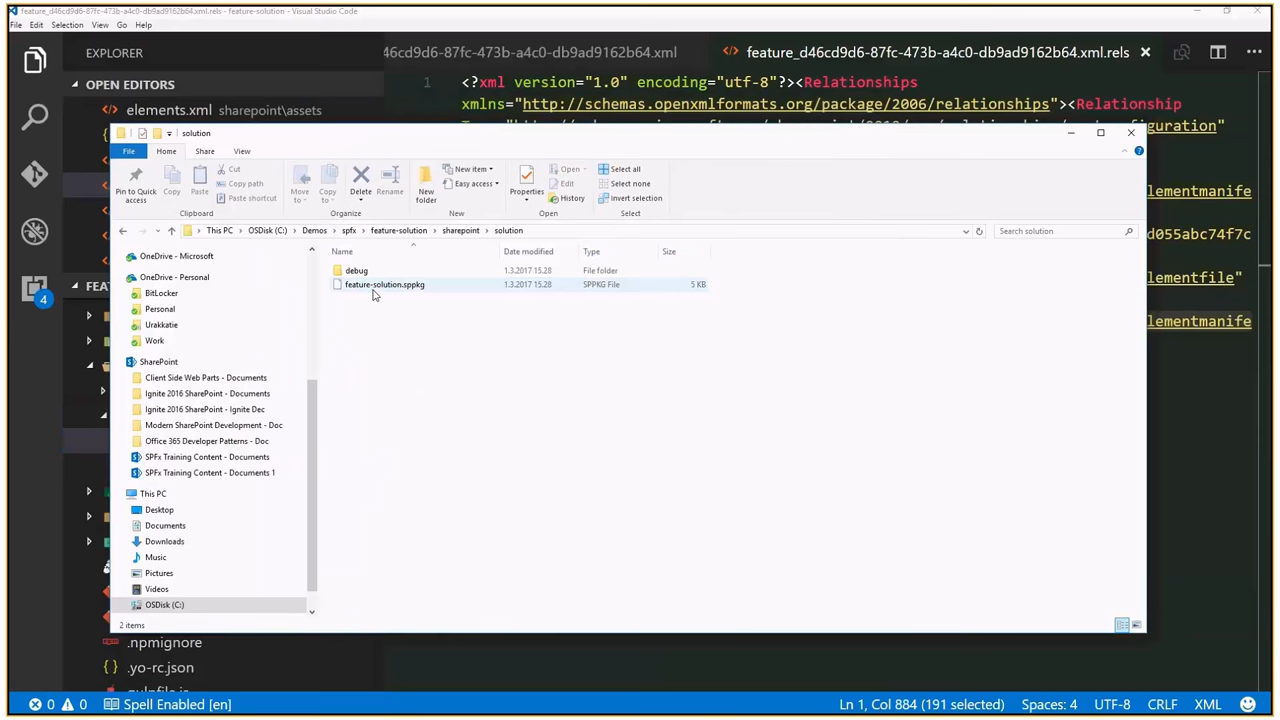 feature_d46cd9d6-87fc-473b-a4c0-db9ad9162b64.xml.rels - feature-solution - Visual Studio Code
File Edit Selection View Go Help
EXPLORER
46cd9d6-87fc-473b-a4c0-db9ad9162b64.xml
feature_d46cd9d6-87fc-473b-a4c0-db9ad9162b64.xml.rels
OPEN EDITORS
1 <?xml version="1.0" encoding="utf-8"?><Relationships
elements.xml sharepoint\assets
xmlns="http://schemas.openxmlformats.org/package/2006/relationships"><Relationship
onfiguration"
lementmanife
d055abc74f7c
lementfile"
lementmanife
solution
File Home Share View
Pin to Quick access
Copy
Paste
Cut
Copy path
Paste shortcut
Clipboard
Move to
Copy to
Delete
Rename
Organize
New folder
New item
Easy access
New
Properties
Open
Edit
History
Open
Select all
Select none
Invert selection
Select
This PC OSDisk (C:) Demos spfx feature-solution sharepoint solution
Search solution
Name Date modified Type Size
debug 1.3.2017 15.28 File folder
feature-solution.sppkg 1.3.2017 15.28 SPPKG File 5 KB
OneDrive - Microsoft
OneDrive - Personal
BitLocker
Personal
Urakkatie
Work
SharePoint
Client Side Web Parts - Documents
Ignite 2016 SharePoint - Documents
Ignite 2016 SharePoint - Ignite Dec
Modern SharePoint Development - Doc
Office 365 Developer Patterns - Doc
SPFx Training Content - Documents
SPFx Training Content - Documents 1
This PC
Desktop
Documents
Downloads
Music
Pictures
Videos
OSDisk (C:)
2 items
4
FEA
.npmignore
.yo-rc.json
gulpfile.js
0 0 Spell Enabled [en]
Ln 1, Col 884 (191 selected) Spaces: 4 UTF-8 CRLF XML